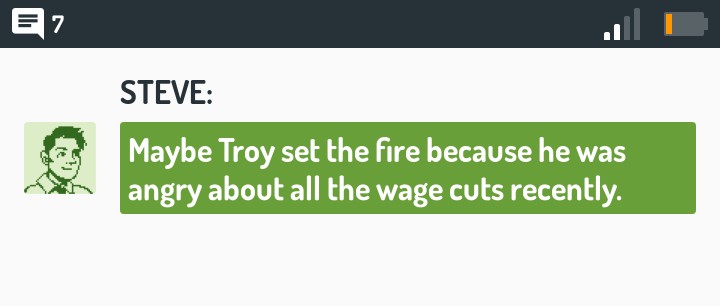 7
STEVE:
Maybe Troy set the fire because he was
angry about all the wage cuts recently.